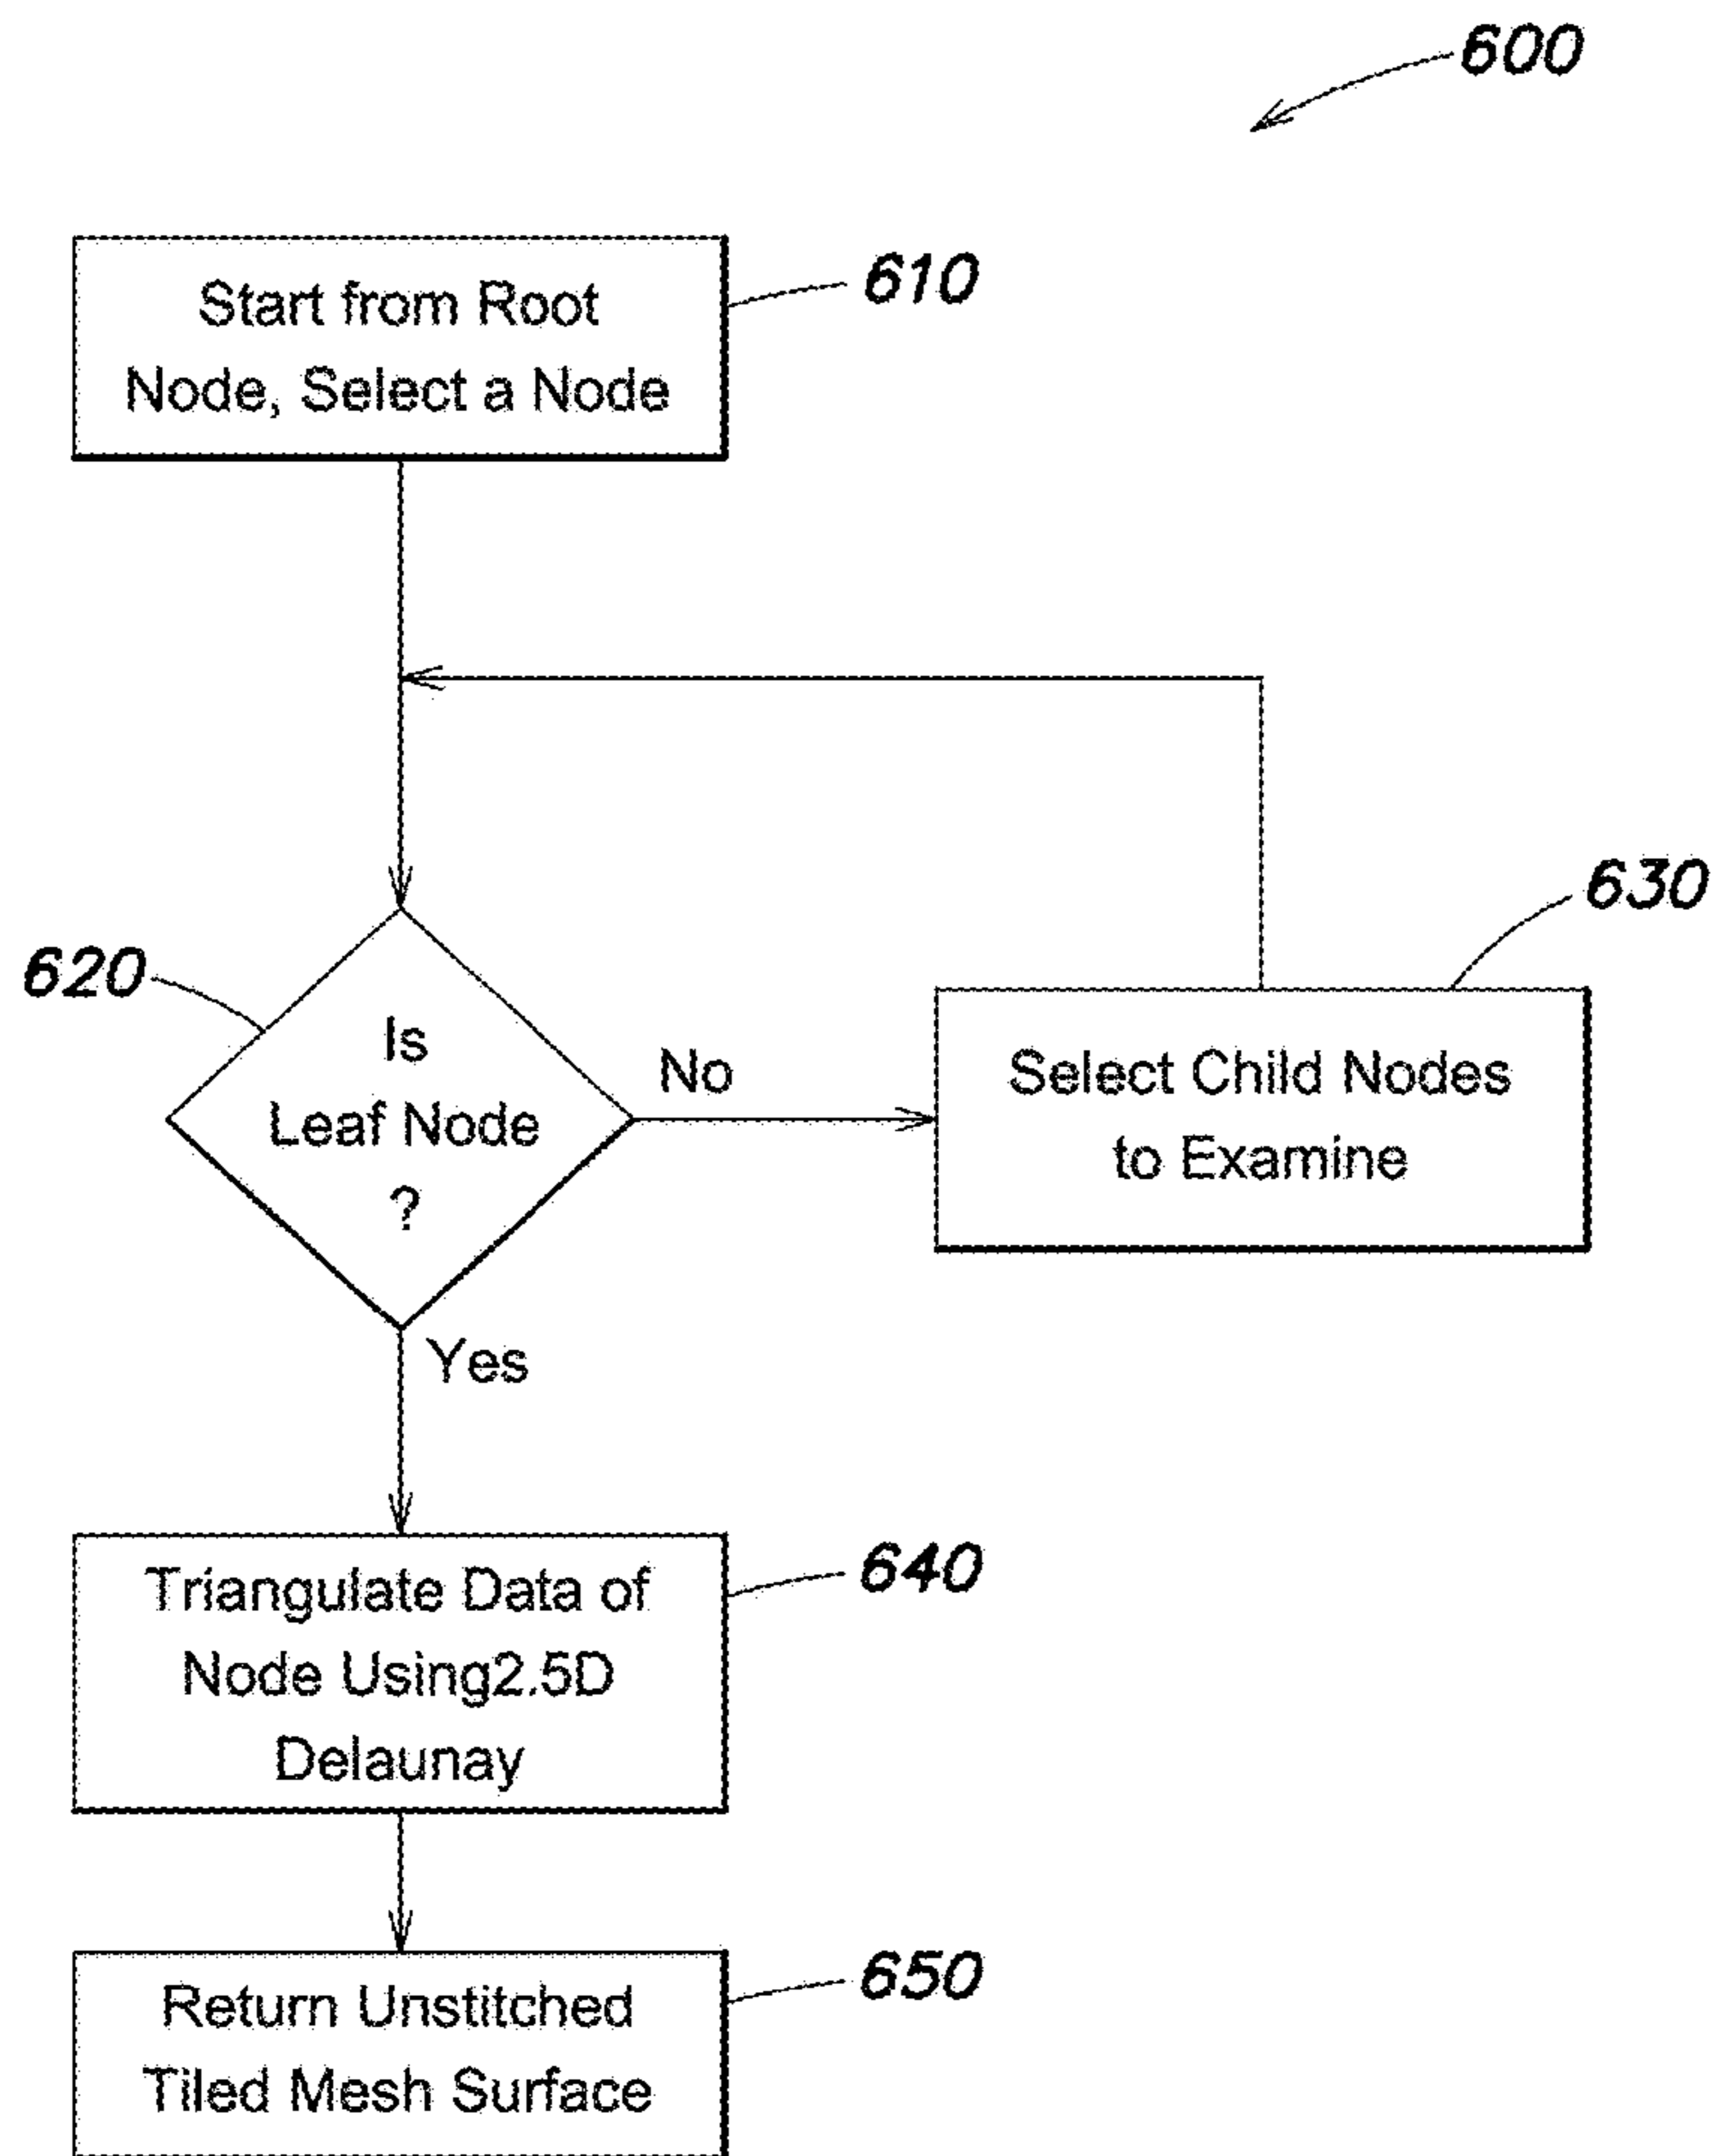 600
Start from Root
Node, Select a Node
610
620
Is
Leaf Node
?
No
630
Select Child Nodes
to Examine
Yes
Triangulate Data of
Node Using2.5D
Delaunay
640
Return Unstitched
Tiled Mesh Surface
650